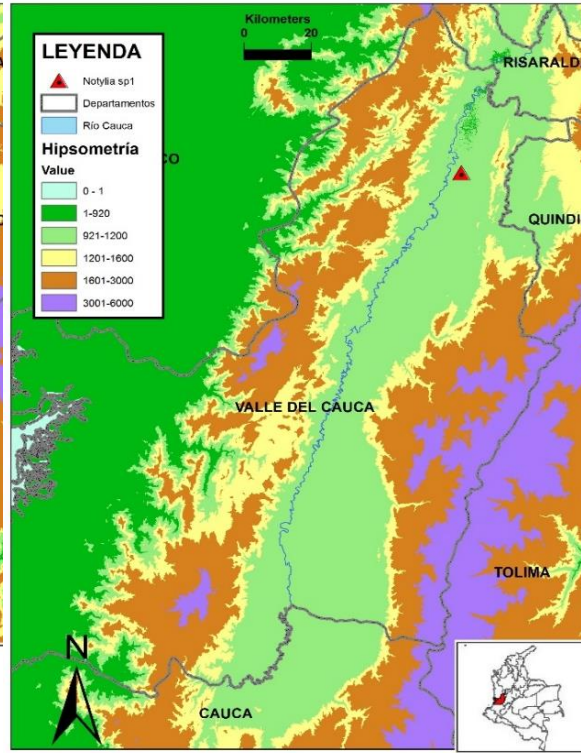 Kilometers
0 20
LEYENDA
Notylia sp1
Departamentos
Río Cauca
Hipsometría
Value
0 - 1
1-920
921-1200
1201-1600
1601-3000
3001-6000
CO
RISARALD
QUINDI
VALLE DEL CAUCA
TOLIMA
CAUCA
N